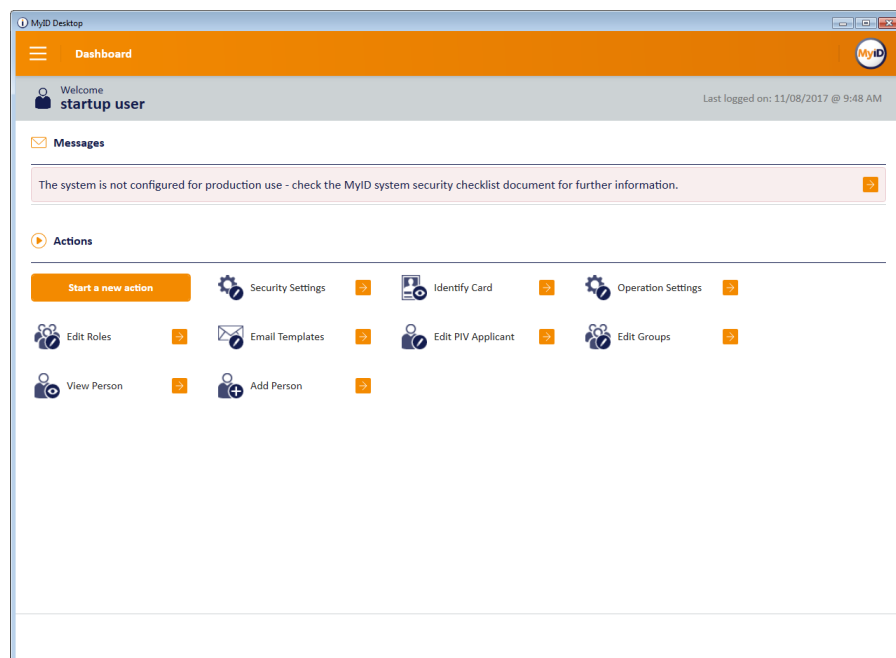 MyID Desktop
Dashboard
MyiD
Welcome
startup user
Last logged on: 11/08/2017 @ 9:48 AM
Messages
The system is not configured for production use - check the MyID system security checklist document for further information.
Actions
Start a new action
Security Settings
Identify Card
Operation Settings
Edit Roles
Email Templates
Edit PIV Applicant
Edit Groups
View Person
Add Person